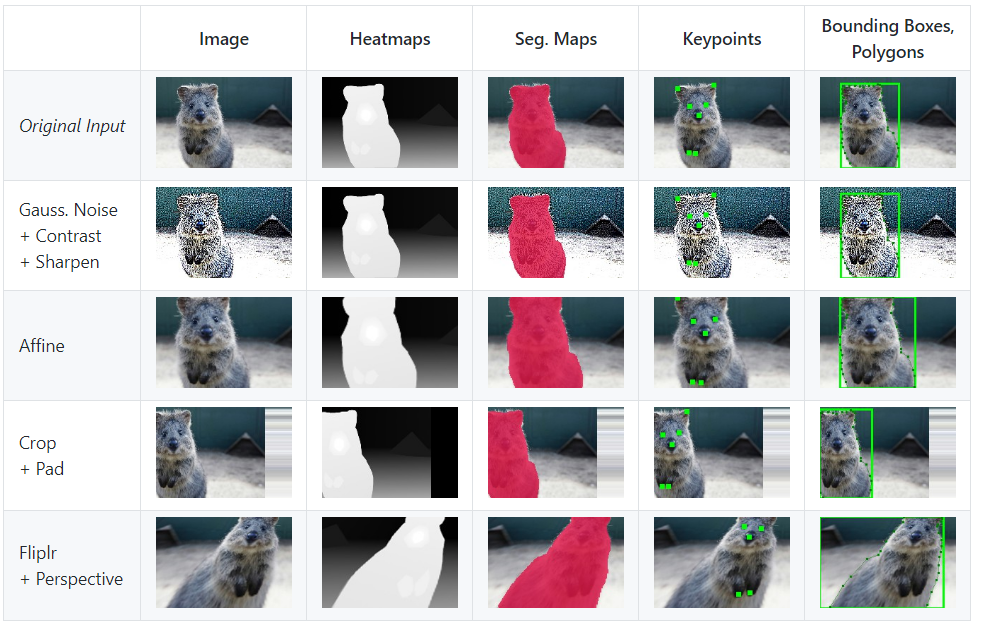 Image
Heatmaps
Seg. Maps
Keypoints
Bounding Boxes,
Polygons
Original Input
Gauss. Noise
+ Contrast
+ Sharpen
Affine
Crop
+ Pad
Fliplr
+ Perspective